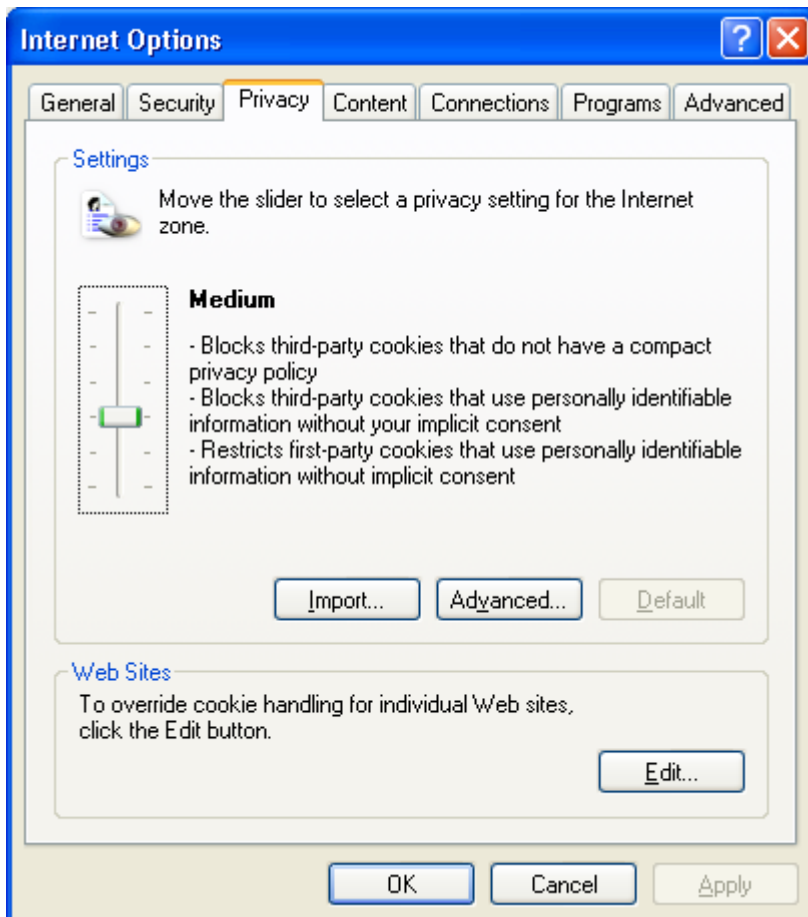 Internet Options
General Security Privacy Content Connections Programs Advanced
Settings
Move the slider to select a privacy setting for the Internet
zone.
Medium
- Blocks third-party cookies that do not have a compact
privacy policy
- Blocks third-party cookies that use personally identifiable
information without your implicit consent
- Restricts first-party cookies that use personally identifiable
information without implicit consent
Import... Advanced... Default
Web Sites
To override cookie handling for individual Web sites,
click the Edit button.
Edit...
OK Cancel Apply